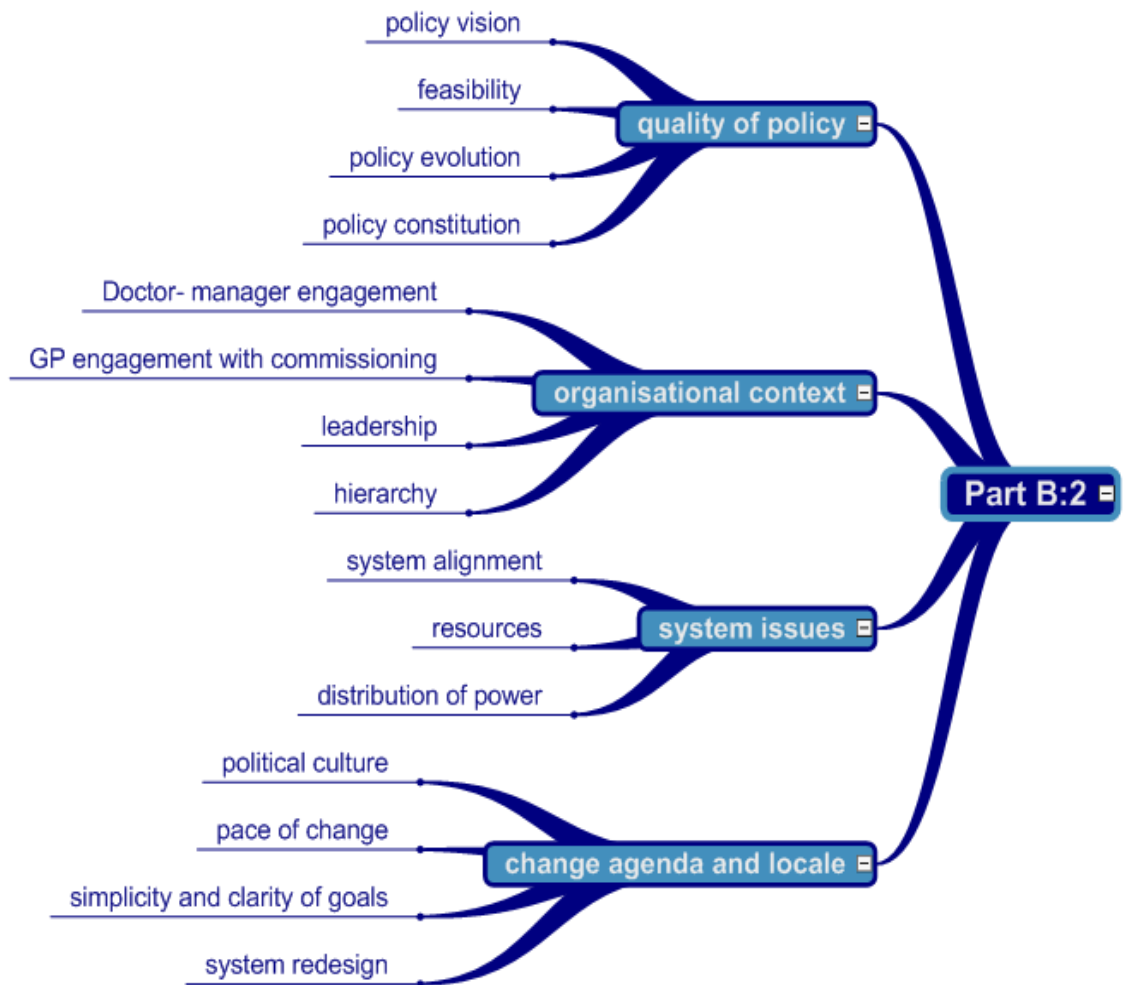 policy vision
feasibility
quality of policy
policy evolution
policy constitution
Doctor- manager engagement
GP engagement with commissioning
organisational context
leadership
hierarchy
Part B:2
system alignment
resources
system issues
distribution of power
political culture
pace of change
change agenda and locale
simplicity and clarity of goals
system redesign